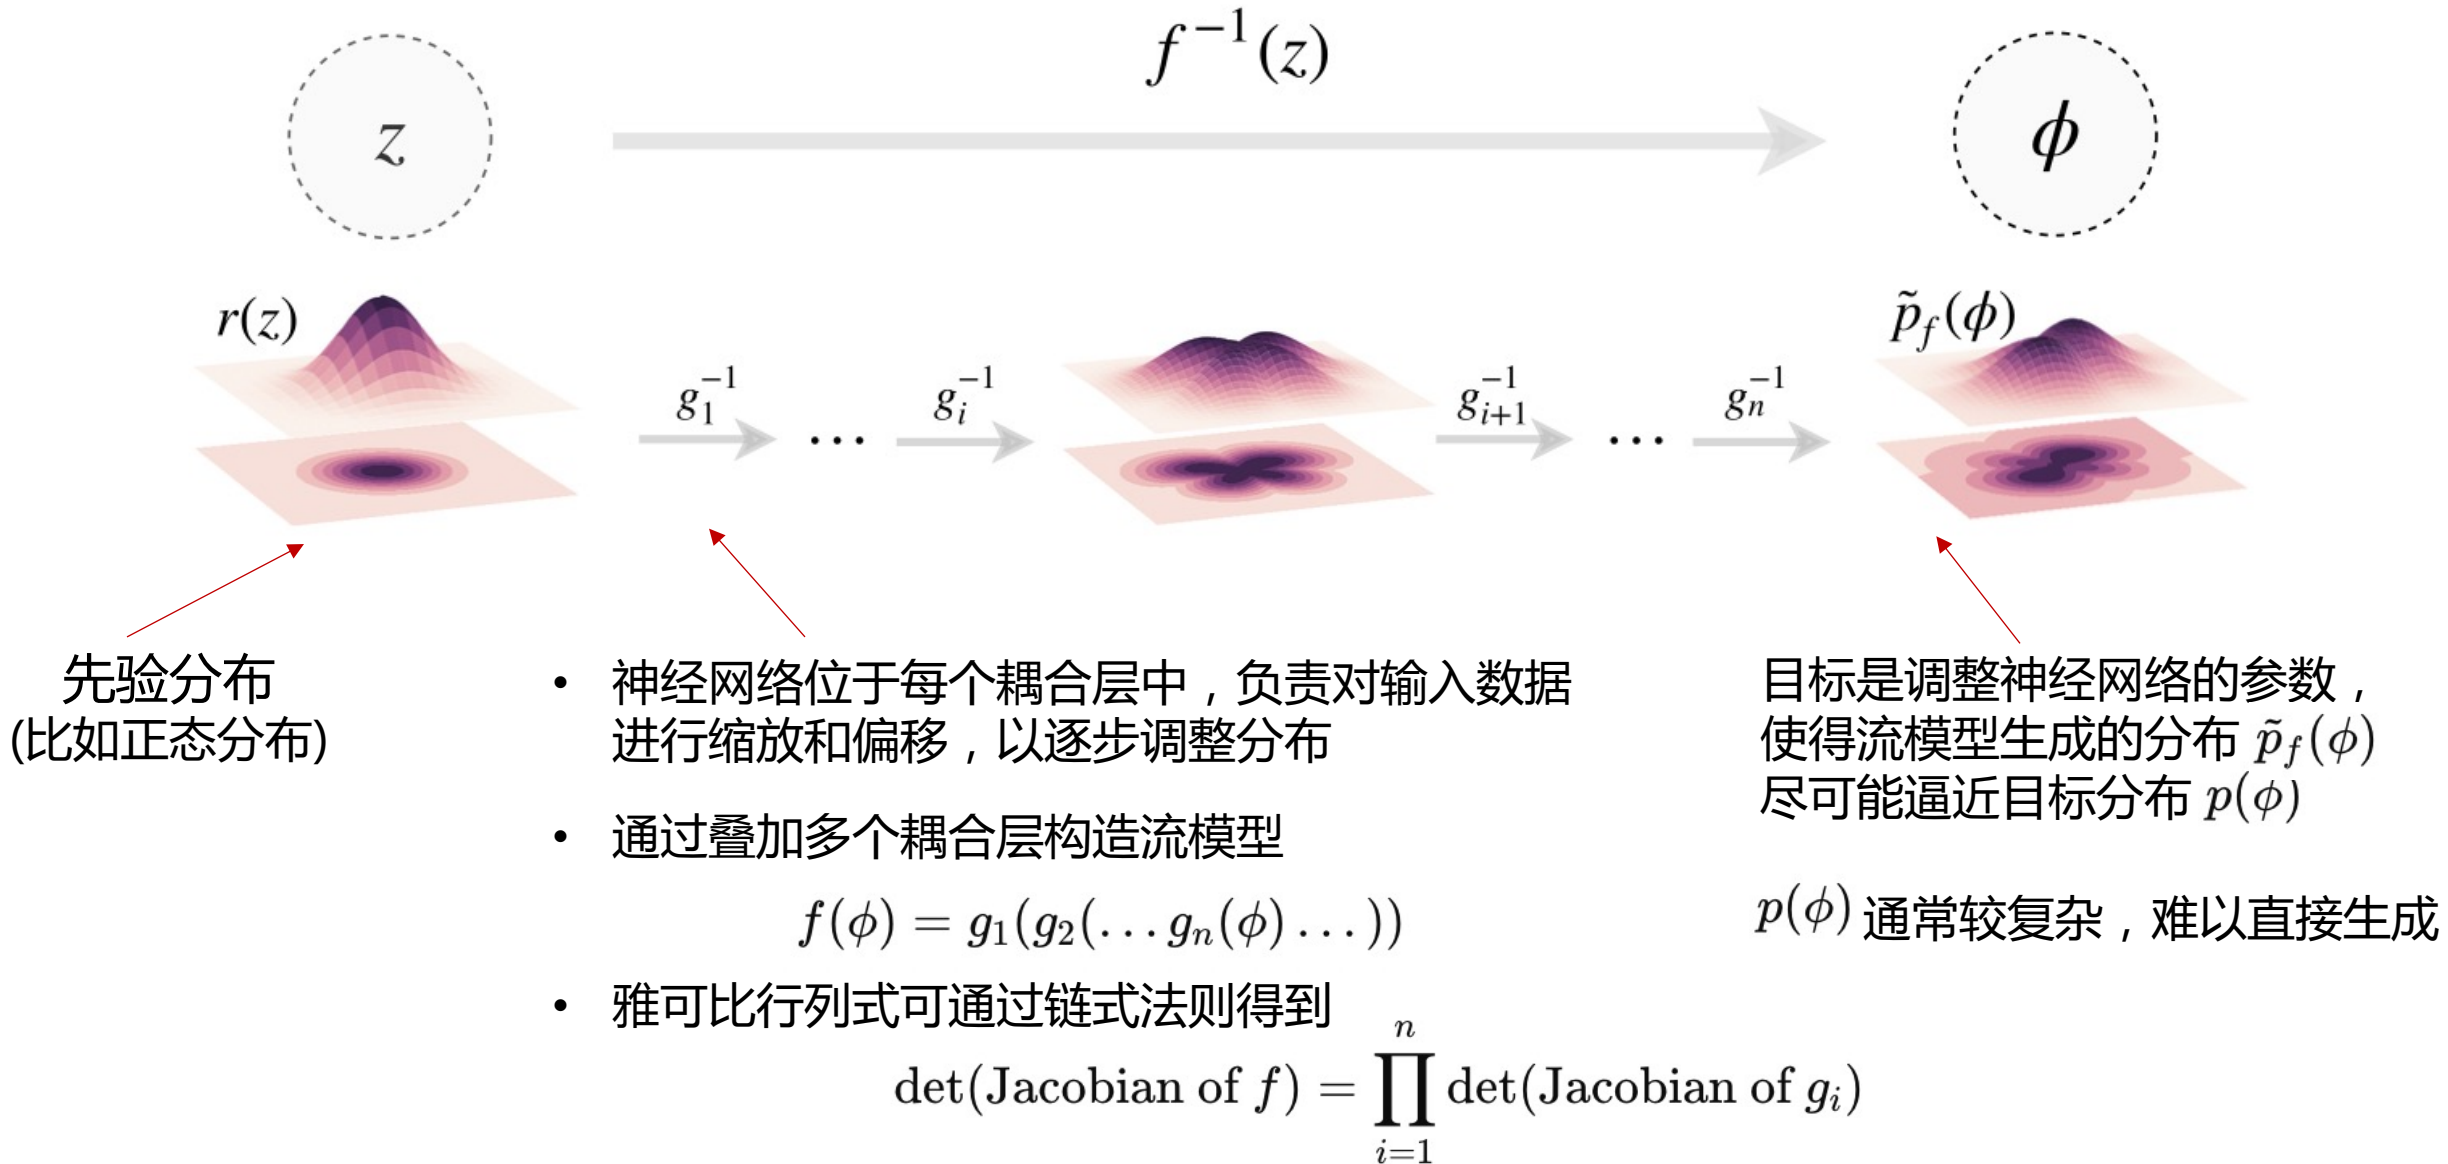 f⁻¹(z)
z
ϕ
r(z)
p̃_f(ϕ)
g₁⁻¹
…
g_i⁻¹
g_{i+1}⁻¹
…
g_n⁻¹
先验分布
(比如正态分布)
• 神经网络位于每个耦合层中，负责对输入数据
进行缩放和偏移，以逐步调整分布
• 通过叠加多个耦合层构造流模型
f(ϕ) = g₁(g₂(…g_n(ϕ)…))
• 雅可比行列式可通过链式法则得到
det(Jacobian of f) = ∏_{i=1}^{n} det(Jacobian of g_i)
目标是调整神经网络的参数，
使得流模型生成的分布 p̃_f(ϕ)
尽可能逼近目标分布 p(ϕ)
p(ϕ) 通常较复杂，难以直接生成